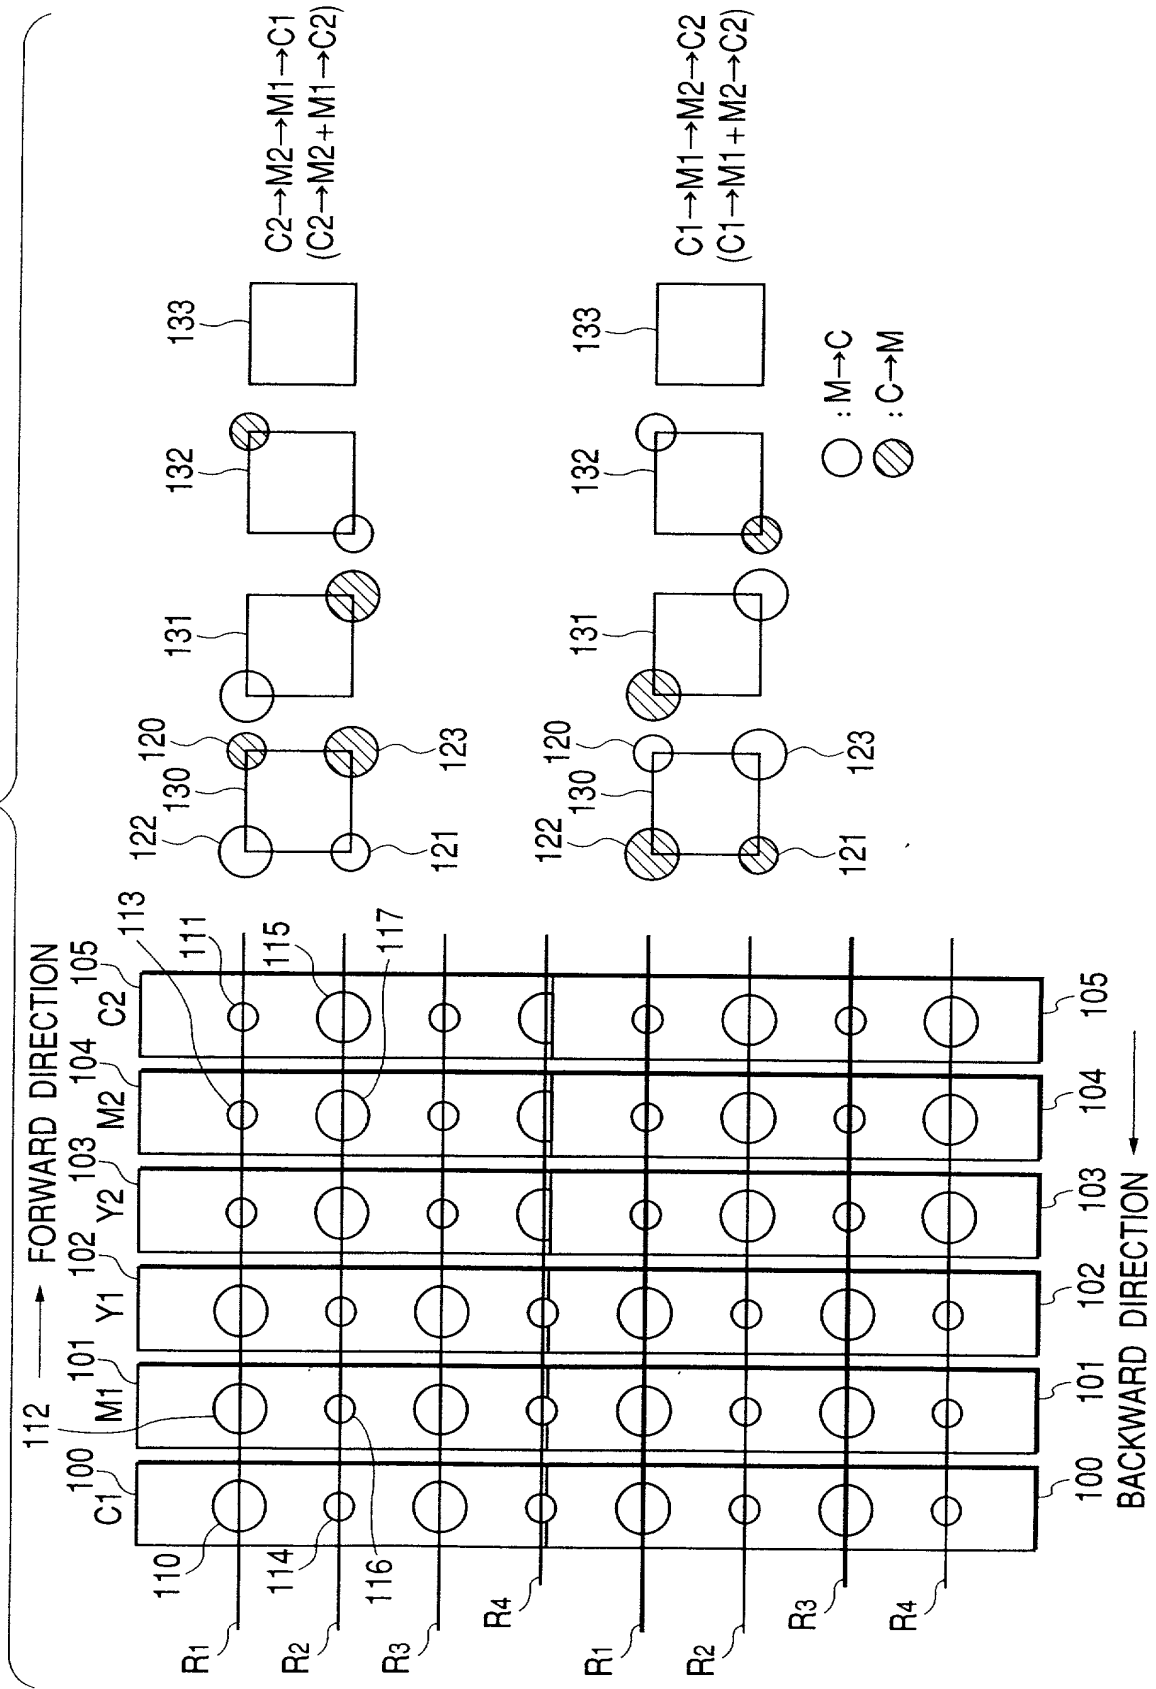 FORWARD DIRECTION
C1
M1
Y1
Y2
M2
C2
100
101
102
103
104
105
112
113
110
111
114
115
116
117
R1
R2
R3
R4
R1
R2
R3
R4
100
101
102
103
104
105
BACKWARD DIRECTION
122
130
120
121
123
131
132
133
C2→M2→M1→C1
(C2→M2+M1→C2)
122
130
120
121
123
131
132
133
C1→M1→M2→C2
(C1→M1+M2→C2)
: M→C
: C→M